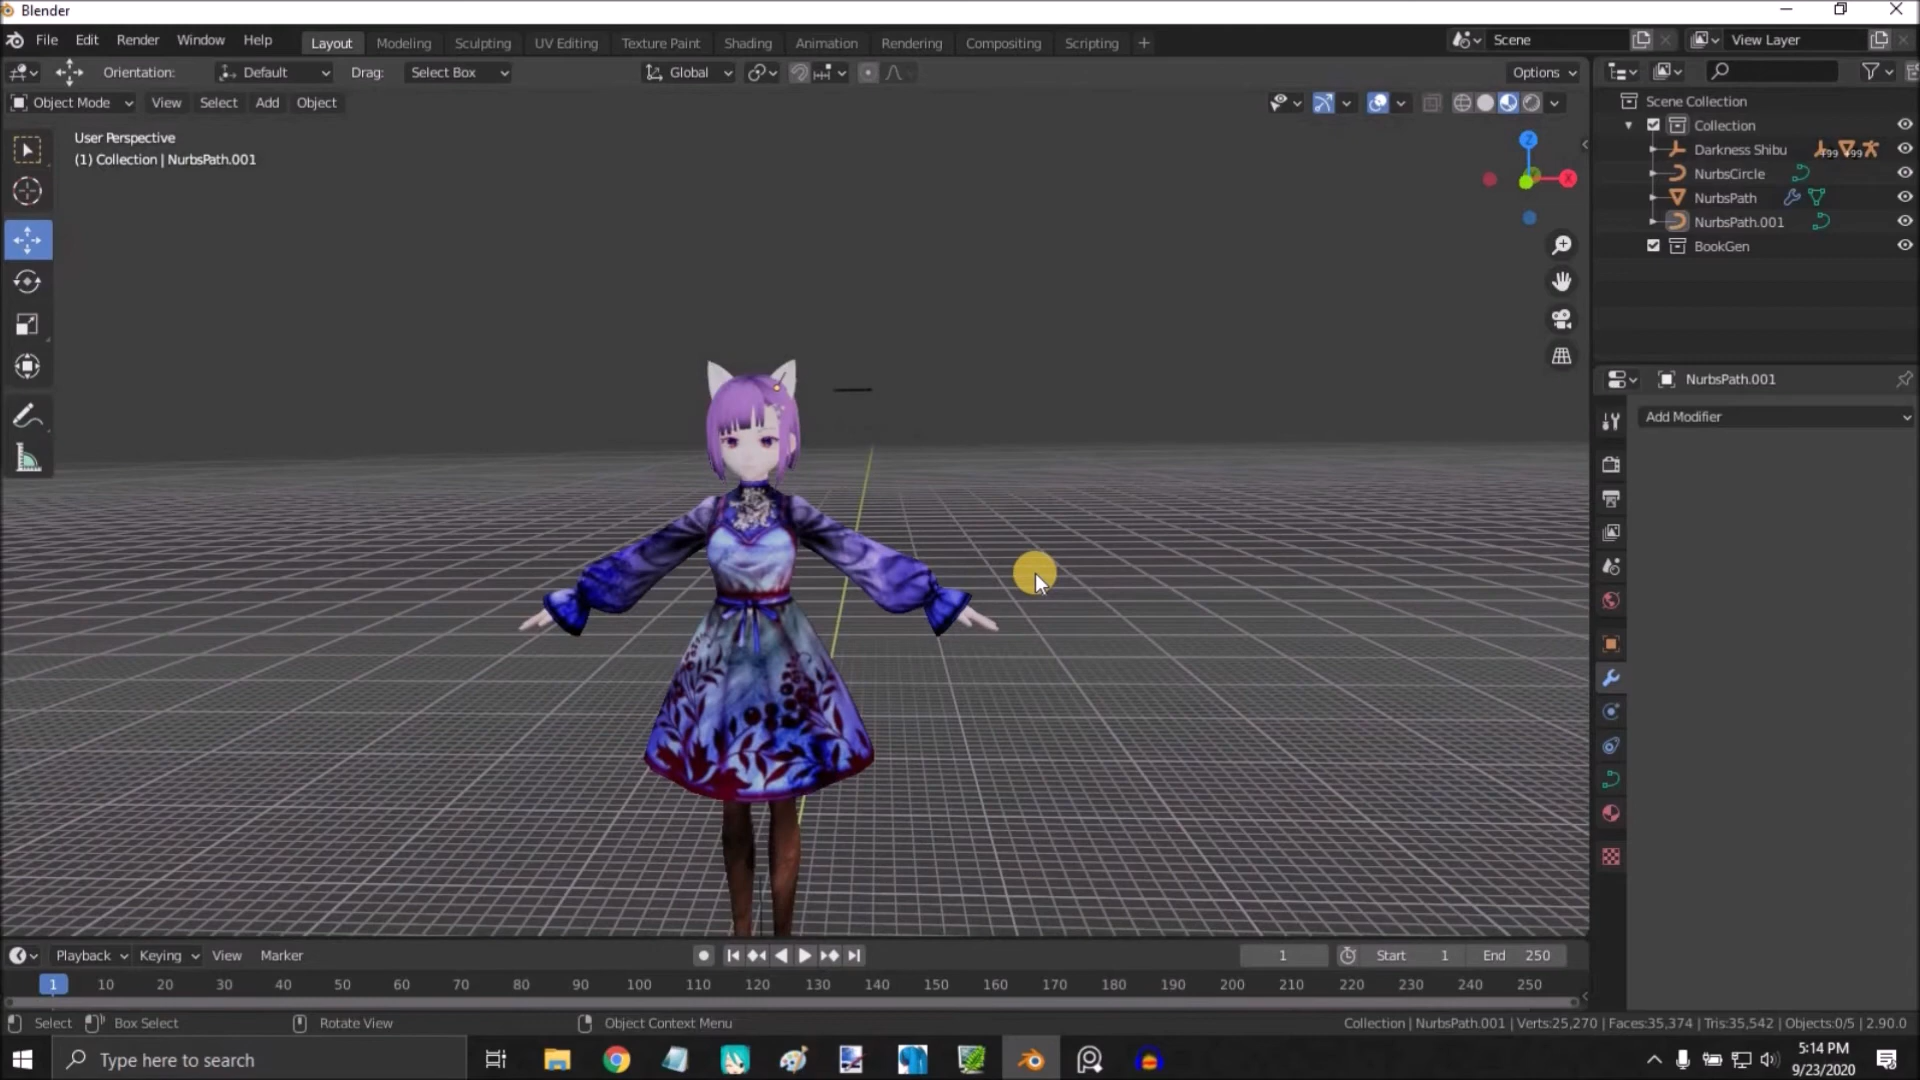 Blender
File Edit Render Window Help Layout Modeling Sculpting UV Editing Texture Paint Shading Animation Rendering Compositing Scripting + Scene View Layer
Orientation: Default Drag: Select Box Global Options
Object Mode View Select Add Object
User Perspective
(1) Collection | NurbsPath.001
Z
X
Scene Collection
Collection
Darkness Shibu +99 +99
NurbsCircle
NurbsPath
NurbsPath.001
BookGen
NurbsPath.001
Add Modifier
Playback Keying View Marker 1 Start 1 End 250
1 10 20 30 40 50 60 70 80 90 100 110 120 130 140 150 160 170 180 190 200 210 220 230 240 250
Select Box Select Rotate View Object Context Menu Collection | NurbsPath.001 | Verts:25,270 | Faces:35,374 | Tris:35,542 | Objects:0/5 | 2.90.0
Type here to search
5:14 PM
9/23/2020